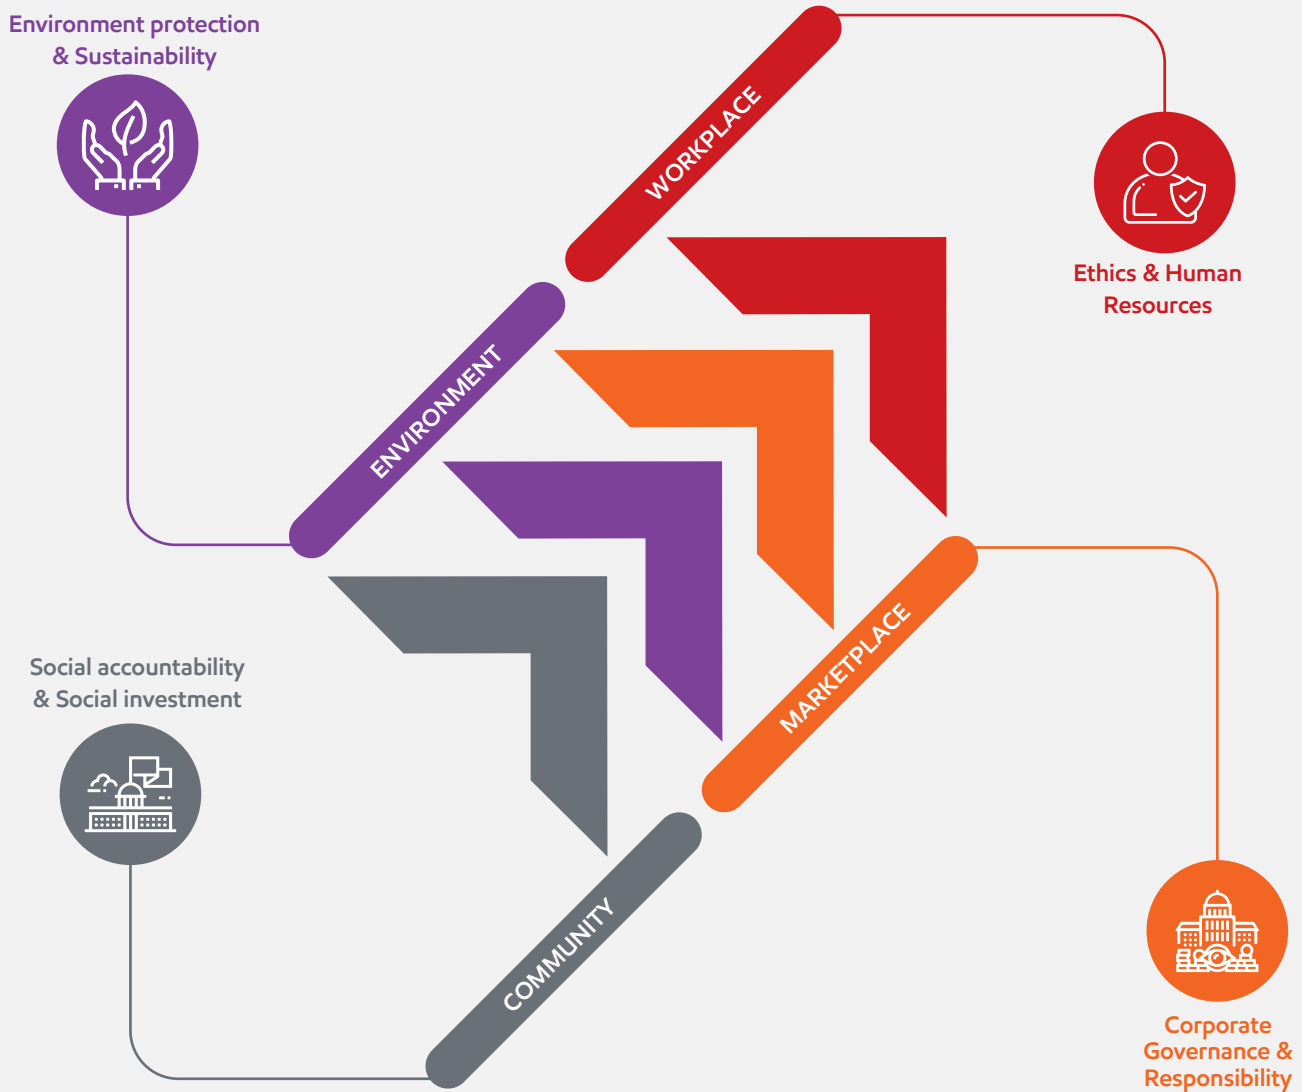 Environment protection
& Sustainability
WORKPLACE
Ethics & Human
Resources
ENVIRONMENT
Social accountability
& Social investment
MARKETPLACE
COMMUNITY
Corporate
Governance &
Responsibility